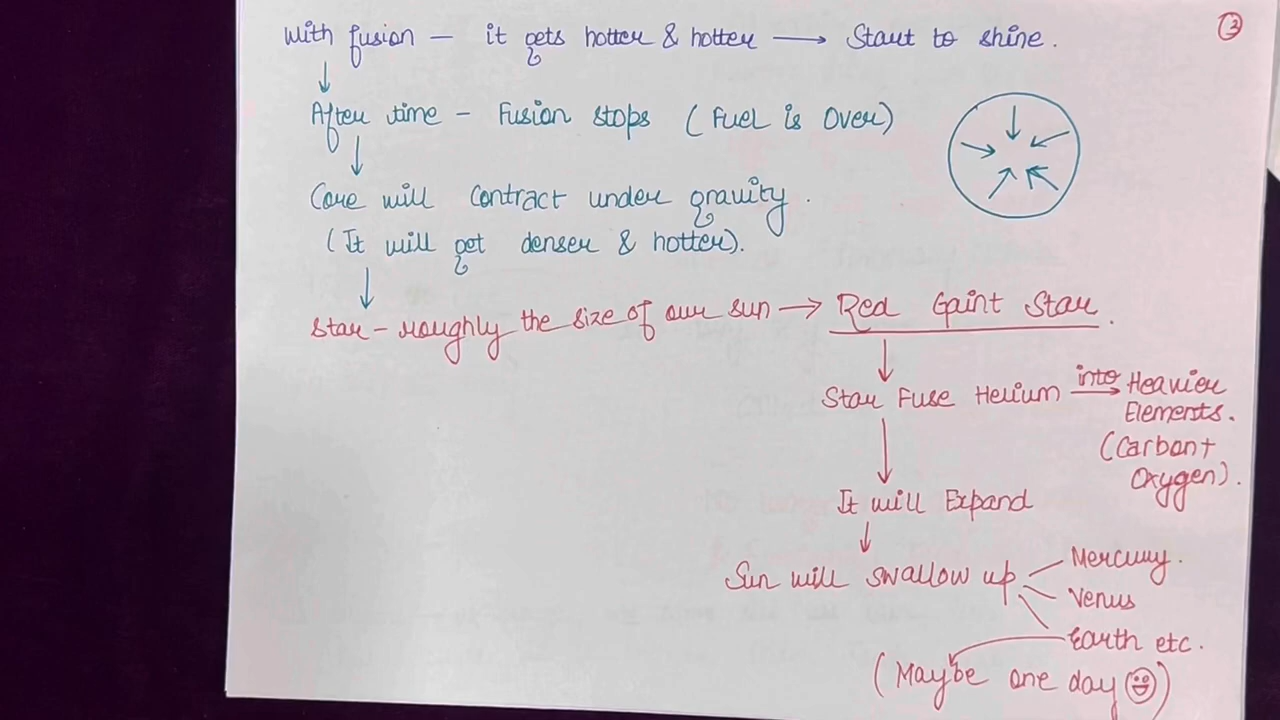 With fusion – it gets hotter & hotter → Start to shine.
3
After time – Fusion stops (Fuel is Over)
Core will contract under gravity.
(It will get denser & hotter).
Star – roughly the size of our sun → Red Gaint Star.
Star Fuse Helium into → Heavier
Elements.
(Carbon +
Oxygen).
It will Expand
Sun will swallow up
Mercury.
Venus
Earth etc.
(Maybe one day 😃)